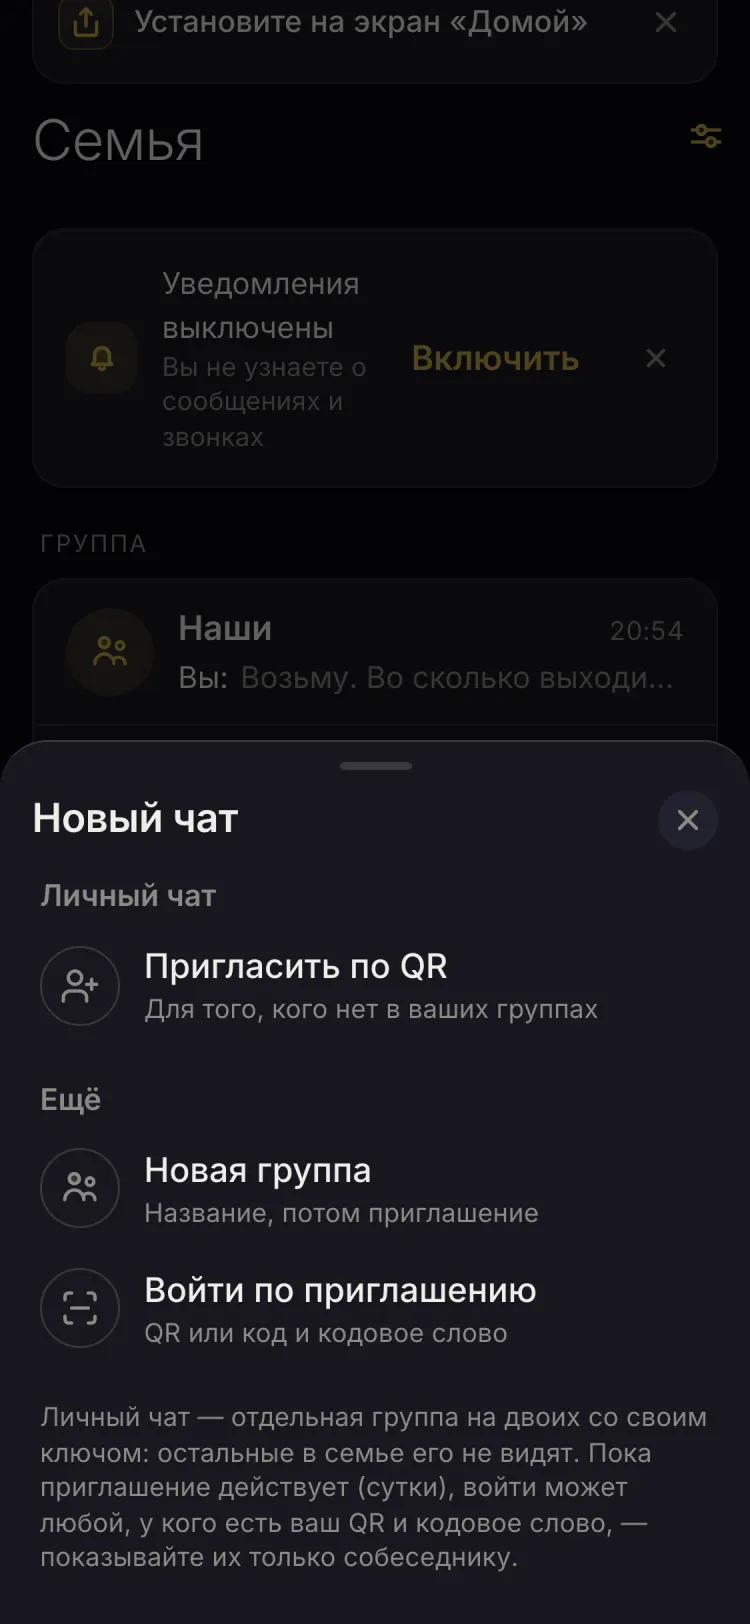 Установите на экран «Домой»
Семья
Уведомления
выключены
Вы не узнаете о
сообщениях и
звонках
Включить
ГРУППА
Наши
20:54
Вы: Возьму. Во сколько выходи...
Новый чат
Личный чат
Пригласить по QR
Для того, кого нет в ваших группах
Ещё
Новая группа
Название, потом приглашение
Войти по приглашению
QR или код и кодовое слово
Личный чат — отдельная группа на двоих со своим
ключом: остальные в семье его не видят. Пока
приглашение действует (сутки), войти может
любой, у кого есть ваш QR и кодовое слово, —
показывайте их только собеседнику.